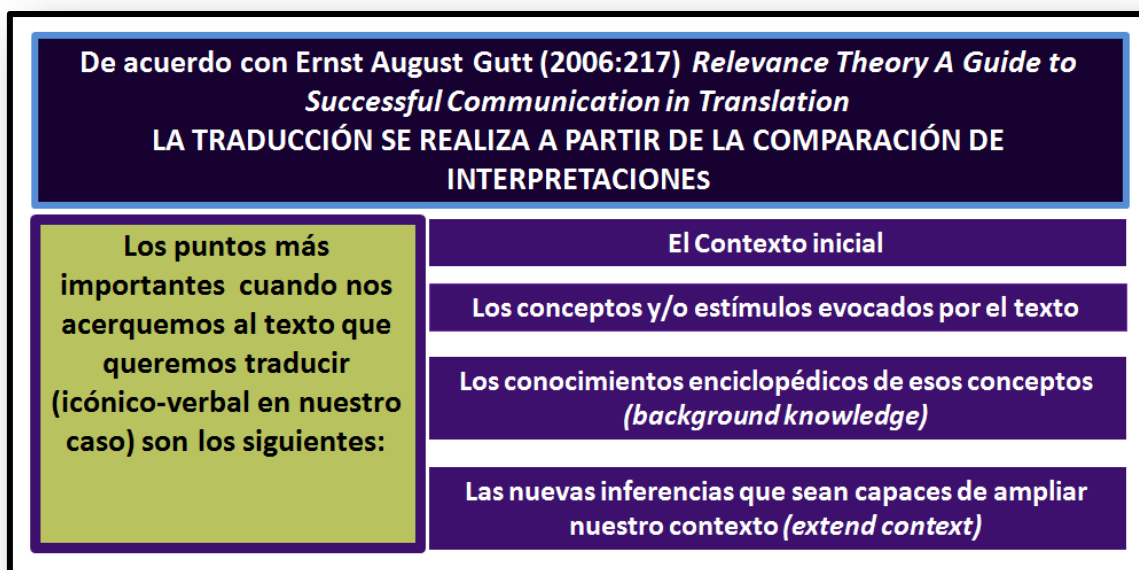 De acuerdo con Ernst August Gutt (2006:217) Relevance Theory A Guide to
Successful Communication in Translation
LA TRADUCCIÓN SE REALIZA A PARTIR DE LA COMPARACIÓN DE
INTERPRETACIONEs
Los puntos más
importantes cuando nos
acerquemos al texto que
queremos traducir
(icónico-verbal en nuestro
caso) son los siguientes:
El Contexto inicial
Los conceptos y/o estímulos evocados por el texto
Los conocimientos enciclopédicos de esos conceptos
(background knowledge)
Las nuevas inferencias que sean capaces de ampliar
nuestro contexto (extend context)